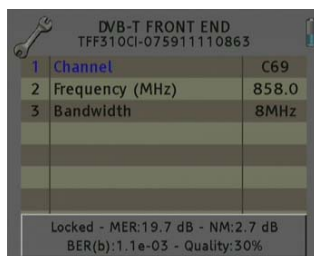 DVB-T FRONT END
TFF310CI-075911110863
1 Channel C69
2 Frequency (MHz) 858.0
3 Bandwidth 8MHz
Locked - MER:19.7 dB - NM:2.7 dB
BER(b):1.1e-03 - Quality:30%